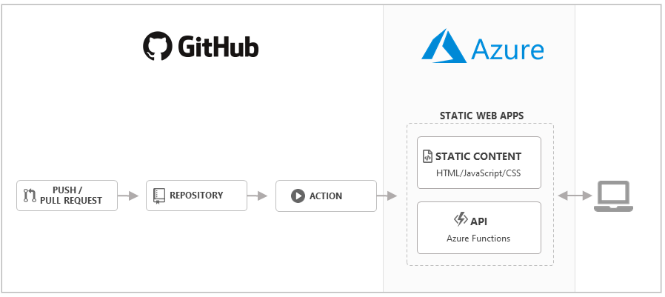 GitHub
Azure
STATIC WEB APPS
PUSH /
PULL REQUEST
REPOSITORY
ACTION
STATIC CONTENT
HTML/JavaScript/CSS
API
Azure Functions